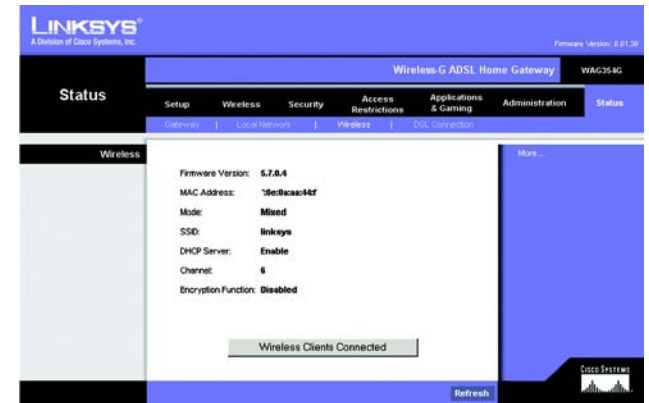 LINKSYS®
A Division of Cisco Systems, Inc.
Firmware Version: 0.01.30
Wireless-G ADSL Home Gateway WAG354G
Status
Setup Wireless Security Access Restrictions Applications & Gaming Administration Status
Gateway | Local Network | Wireless | DSL Connection
Wireless
More...
Firmware Version: 5.7.0.4
MAC Address:
Mode: Mixed
SSID: linksys
DHCP Server: Enable
Channel: 6
Encryption Function: Disabled
Wireless Clients Connected
CISCO SYSTEMS
Refresh